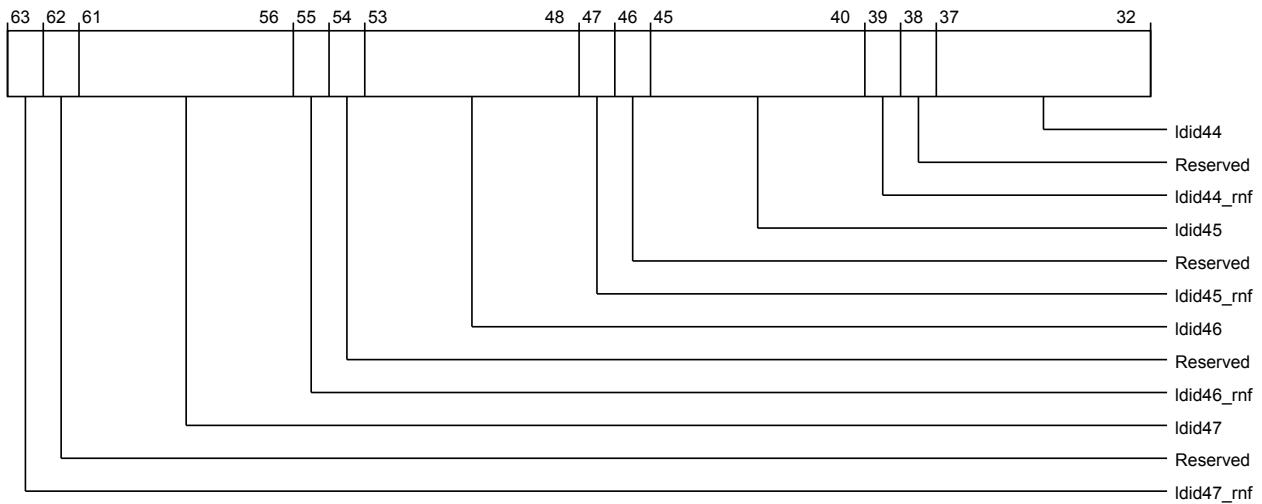 63 62 61 56 55 54 53 48 47 46 45 40 39 38 37 32
ldid44
Reserved
ldid44_rnf
ldid45
Reserved
ldid45_rnf
ldid46
Reserved
ldid46_rnf
ldid47
Reserved
ldid47_rnf